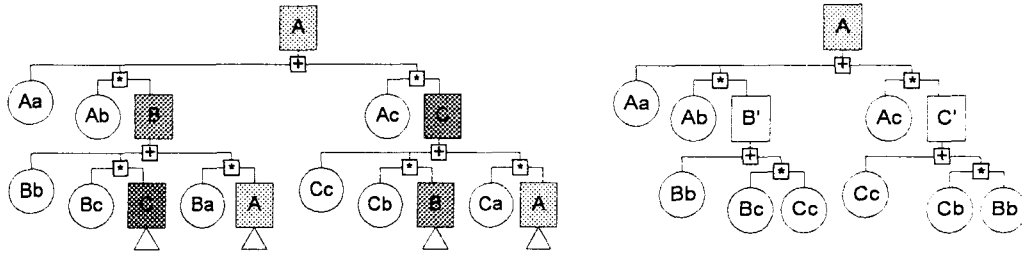 A A
+ +
Aa * * Aa * *
Ab B Ac C Ab B' Ac C'
+ + + +
Bb * * Cc * * Bb * Cc *
Bc C Ba A Cb B Ca A Bc Cc Cb Bb